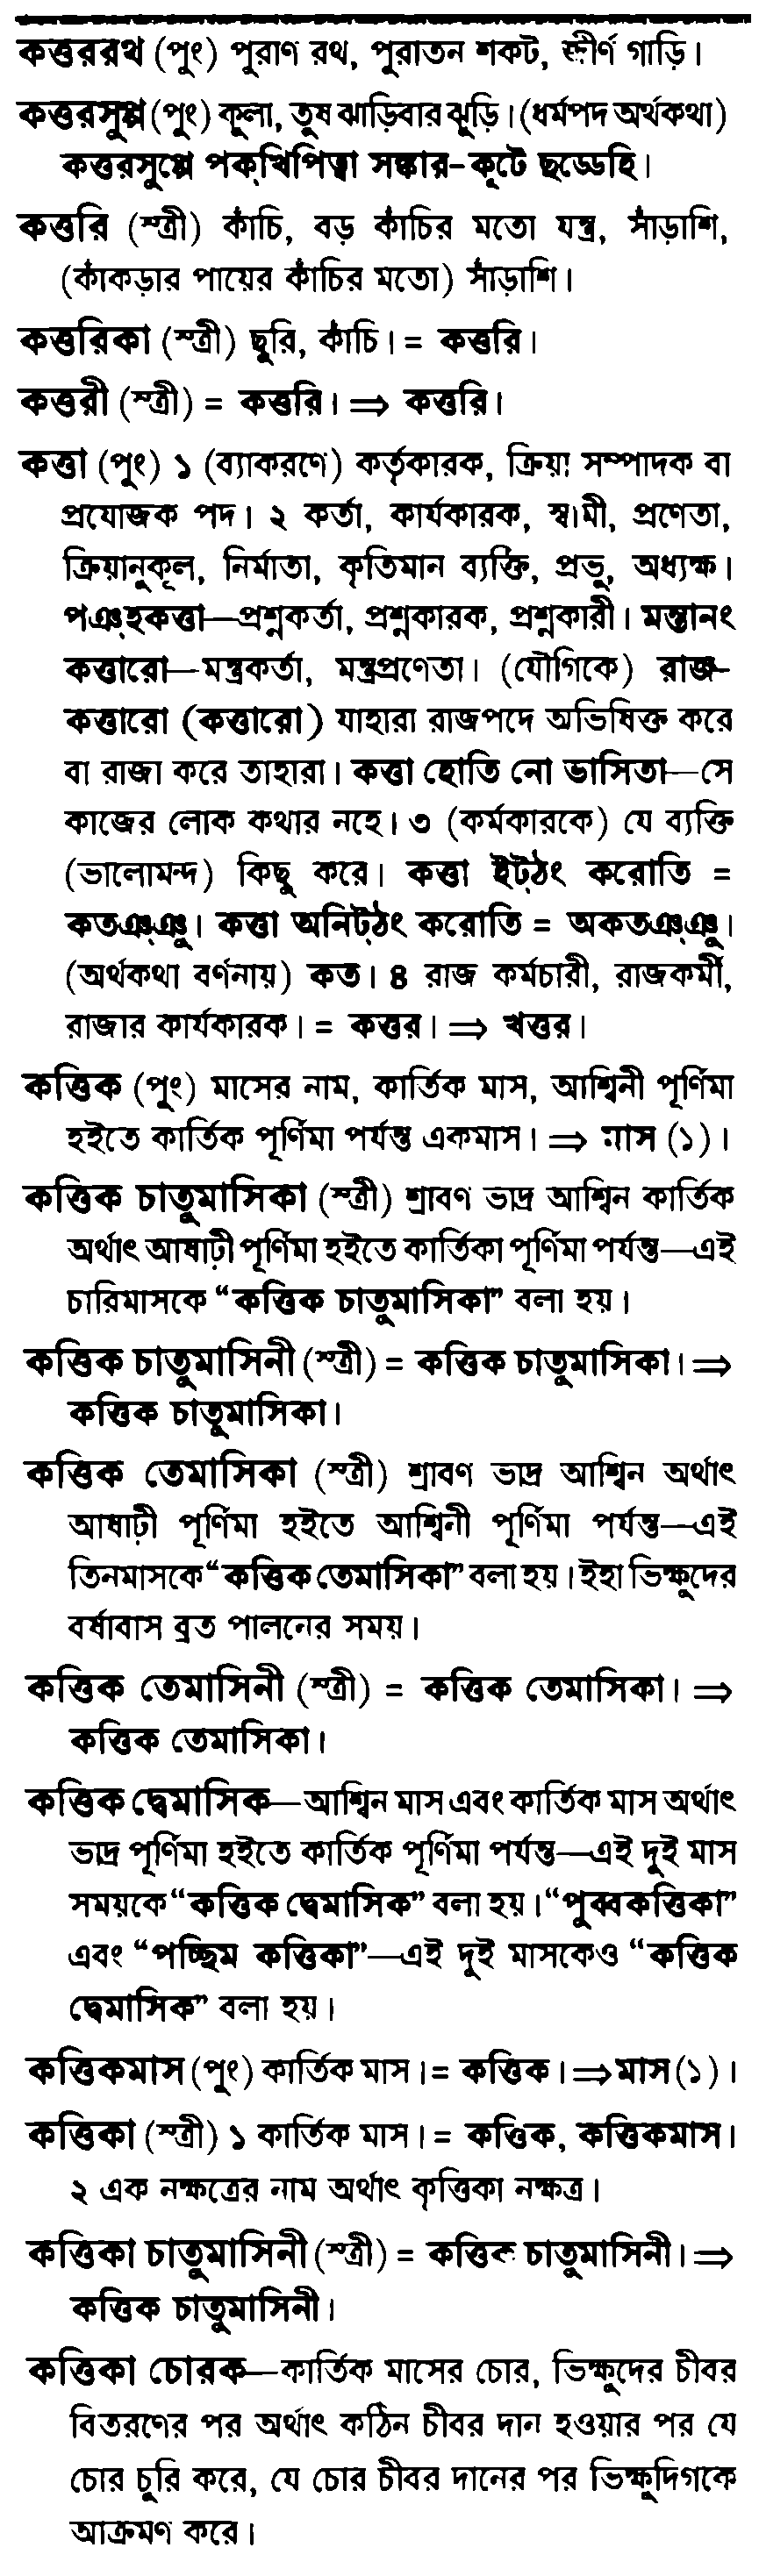 কত্তররথ (পুং) পুরাণ রথ, পুরাতন শকট, জীর্ণ গাড়ি।
কত্তরসুপ্প (পুং) কুলা, তুষ ঝাড়িবার ঝুড়ি। (ধর্মপদ অর্থকথা)
কত্তরসুপ্পে পক্‌খিপিত্বা সঙ্কার-কূটে ছড্ডেহি।
কত্তরি (স্ত্রী) কাঁচি, বড় কাঁচির মতো যন্ত্র, সাঁড়াশি,
(কাঁকড়ার পায়ের কাঁচির মতো) সাঁড়াশি।
কত্তরিকা (স্ত্রী) ছুরি, কাঁচি। = কত্তরি।
কত্তরী (স্ত্রী) = কত্তরি। ⇒ কত্তরি।
কত্তা (পুং) ১ (ব্যাকরণে) কর্তৃকারক, ক্রিয়া সম্পাদক বা
প্রযোজক পদ। ২ কর্তা, কার্যকারক, স্বামী, প্রণেতা,
ক্রিয়ানুকূল, নির্মাতা, কৃতিমান ব্যক্তি, প্রভু, অধ্যক্ষ।
পঞ্‌হকত্তা—প্রশ্নকর্তা, প্রশ্নকারক, প্রশ্নকারী। মন্তানং
কত্তারো—মন্ত্রকর্তা, মন্ত্রপ্রণেতা। (যৌগিকে) রাজ-
কত্তারো (কত্তারো) যাহারা রাজপদে অভিষিক্ত করে
বা রাজা করে তাহারা। কত্তা হোতি নো ভাসিতা—সে
কাজের লোক কথার নহে। ৩ (কর্মকারকে) যে ব্যক্তি
(ভালোমন্দ) কিছু করে। কত্তা ইট্‌ঠং করোতি =
কতঞ্‌ঞু। কত্তা অনিট্‌ঠং করোতি = অকতঞ্‌ঞু।
(অর্থকথা বর্ণনায়) কত। ৪ রাজ কর্মচারী, রাজকর্মী,
রাজার কার্যকারক। = কত্তর। ⇒ খত্তর।
কত্তিক (পুং) মাসের নাম, কার্তিক মাস, আশ্বিনী পূর্ণিমা
হইতে কার্তিক পূর্ণিমা পর্যন্ত একমাস। ⇒ মাস (১)।
কত্তিক চাতুমাসিকা (স্ত্রী) শ্রাবণ ভাদ্র আশ্বিন কার্তিক
অর্থাৎ আষাঢ়ী পূর্ণিমা হইতে কার্তিকা পূর্ণিমা পর্যন্ত—এই
চারিমাসকে “কত্তিক চাতুমাসিকা” বলা হয়।
কত্তিক চাতুমাসিনী (স্ত্রী) = কত্তিক চাতুমাসিকা। ⇒
কত্তিক চাতুমাসিকা।
কত্তিক তেমাসিকা (স্ত্রী) শ্রাবণ ভাদ্র আশ্বিন অর্থাৎ
আষাঢ়ী পূর্ণিমা হইতে আশ্বিনী পূর্ণিমা পর্যন্ত—এই
তিনমাসকে “কত্তিক তেমাসিকা” বলা হয়। ইহা ভিক্ষুদের
বর্ষাবাস ব্রত পালনের সময়।
কত্তিক তেমাসিনী (স্ত্রী) = কত্তিক তেমাসিকা। ⇒
কত্তিক তেমাসিকা।
কত্তিক দ্বেমাসিক—আশ্বিন মাস এবং কার্তিক মাস অর্থাৎ
ভাদ্র পূর্ণিমা হইতে কার্তিক পূর্ণিমা পর্যন্ত—এই দুই মাস
সময়কে “কত্তিক দ্বেমাসিক” বলা হয়। “পুব্বকত্তিকা”
এবং “পচ্ছিম কত্তিকা”—এই দুই মাসকেও “কত্তিক
দ্বেমাসিক” বলা হয়।
কত্তিকমাস (পুং) কার্তিক মাস। = কত্তিক। ⇒ মাস (১)।
কত্তিকা (স্ত্রী) ১ কার্তিক মাস। = কত্তিক, কত্তিকমাস।
২ এক নক্ষত্রের নাম অর্থাৎ কৃত্তিকা নক্ষত্র।
কত্তিকা চাতুমাসিনী (স্ত্রী) = কত্তিক চাতুমাসিনী। ⇒
কত্তিক চাতুমাসিনী।
কত্তিকা চোরক—কার্তিক মাসের চোর, ভিক্ষুদের চীবর
বিতরণের পর অর্থাৎ কঠিন চীবর দান হওয়ার পর যে
চোর চুরি করে, যে চোর চীবর দানের পর ভিক্ষুদিগকে
আক্রমণ করে।